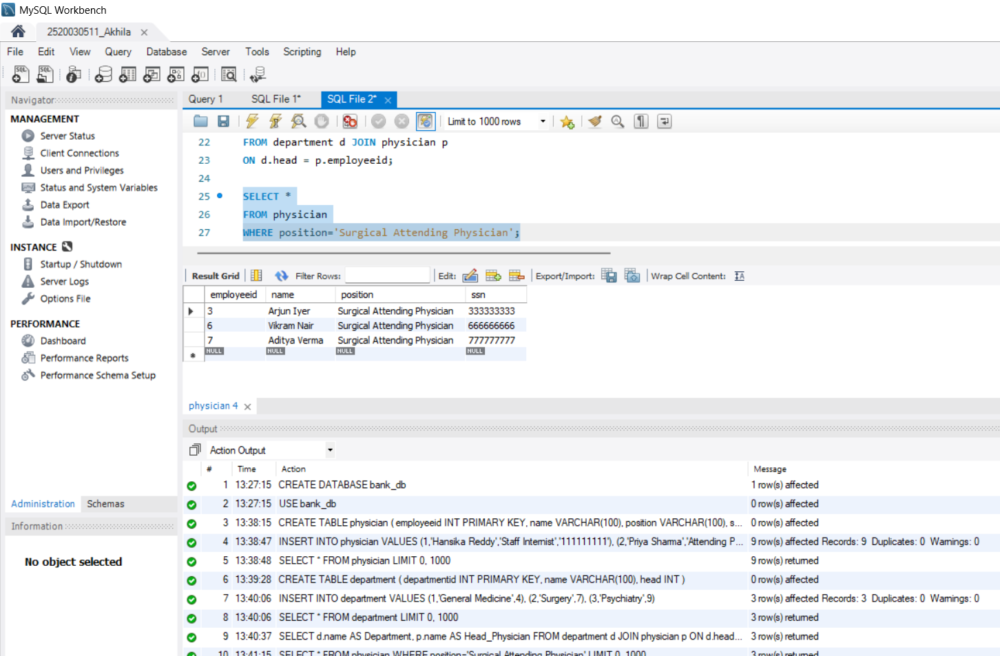 MySQL Workbench
2520030511_Akhila
File Edit View Query Database Server Tools Scripting Help
Navigator
MANAGEMENT
Server Status
Client Connections
Users and Privileges
Status and System Variables
Data Export
Data Import/Restore
INSTANCE
Startup / Shutdown
Server Logs
Options File
PERFORMANCE
Dashboard
Performance Reports
Performance Schema Setup
Administration Schemas
Information
No object selected
Query 1 SQL File 1* SQL File 2*
Limit to 1000 rows
22 FROM department d JOIN physician p
23 ON d.head = p.employeeid;
24
25 SELECT *
26 FROM physician
27 WHERE position='Surgical Attending Physician';
Result Grid Filter Rows: Edit: Export/Import: Wrap Cell Content:
employeeid name position ssn
3 Arjun Iyer Surgical Attending Physician 333333333
6 Vikram Nair Surgical Attending Physician 666666666
7 Aditya Verma Surgical Attending Physician 777777777
NULL NULL NULL NULL
physician 4
Output
Action Output
# Time Action Message
1 13:27:15 CREATE DATABASE bank_db 1 row(s) affected
2 13:27:15 USE bank_db 0 row(s) affected
3 13:38:15 CREATE TABLE physician ( employeeid INT PRIMARY KEY, name VARCHAR(100), position VARCHAR(100), s... 0 row(s) affected
4 13:38:47 INSERT INTO physician VALUES (1,'Hansika Reddy','Staff Internist','111111111'), (2,'Priya Sharma','Attending P... 9 row(s) affected Records: 9 Duplicates: 0 Warnings: 0
5 13:38:48 SELECT * FROM physician LIMIT 0, 1000 9 row(s) returned
6 13:39:28 CREATE TABLE department ( departmentid INT PRIMARY KEY, name VARCHAR(100), head INT ) 0 row(s) affected
7 13:40:06 INSERT INTO department VALUES (1,'General Medicine',4), (2,'Surgery',7), (3,'Psychiatry',9) 3 row(s) affected Records: 3 Duplicates: 0 Warnings: 0
8 13:40:06 SELECT * FROM department LIMIT 0, 1000 3 row(s) returned
9 13:40:37 SELECT d.name AS Department, p.name AS Head_Physician FROM department d JOIN physician p ON d.head... 3 row(s) returned
10 13:41:15 SELECT * FROM physician WHERE position='Surgical Attending Physician' LIMIT 0, 1000 3 row(s) returned